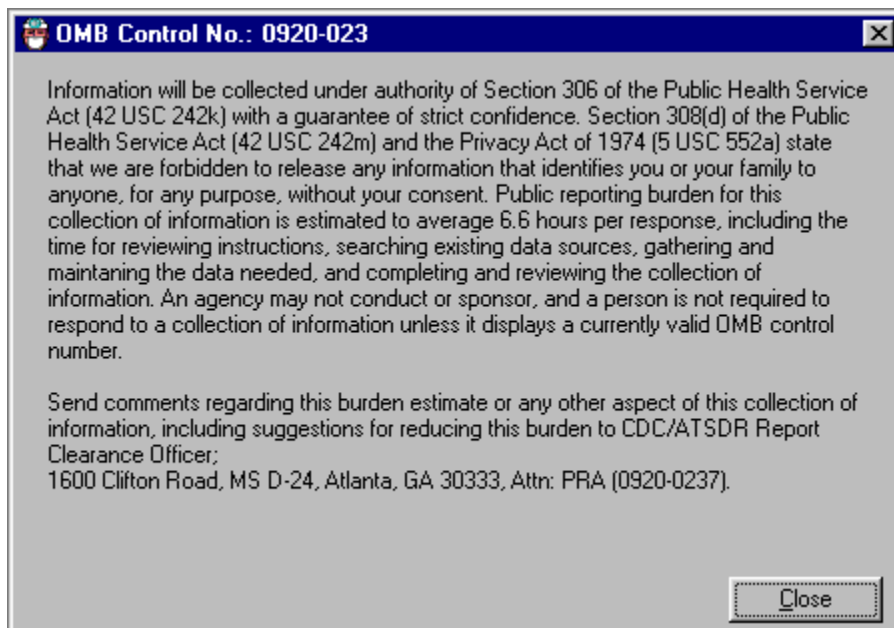 OMB Control No.: 0920-023
Information will be collected under authority of Section 306 of the Public Health Service
Act (42 USC 242k) with a guarantee of strict confidence. Section 308(d) of the Public
Health Service Act (42 USC 242m) and the Privacy Act of 1974 (5 USC 552a) state
that we are forbidden to release any information that identifies you or your family to
anyone, for any purpose, without your consent. Public reporting burden for this
collection of information is estimated to average 6.6 hours per response, including the
time for reviewing instructions, searching existing data sources, gathering and
maintaning the data needed, and completing and reviewing the collection of
information. An agency may not conduct or sponsor, and a person is not required to
respond to a collection of information unless it displays a currently valid OMB control
number.
Send comments regarding this burden estimate or any other aspect of this collection of
information, including suggestions for reducing this burden to CDC/ATSDR Report
Clearance Officer;
1600 Clifton Road, MS D-24, Atlanta, GA 30333, Attn: PRA (0920-0237).
Close